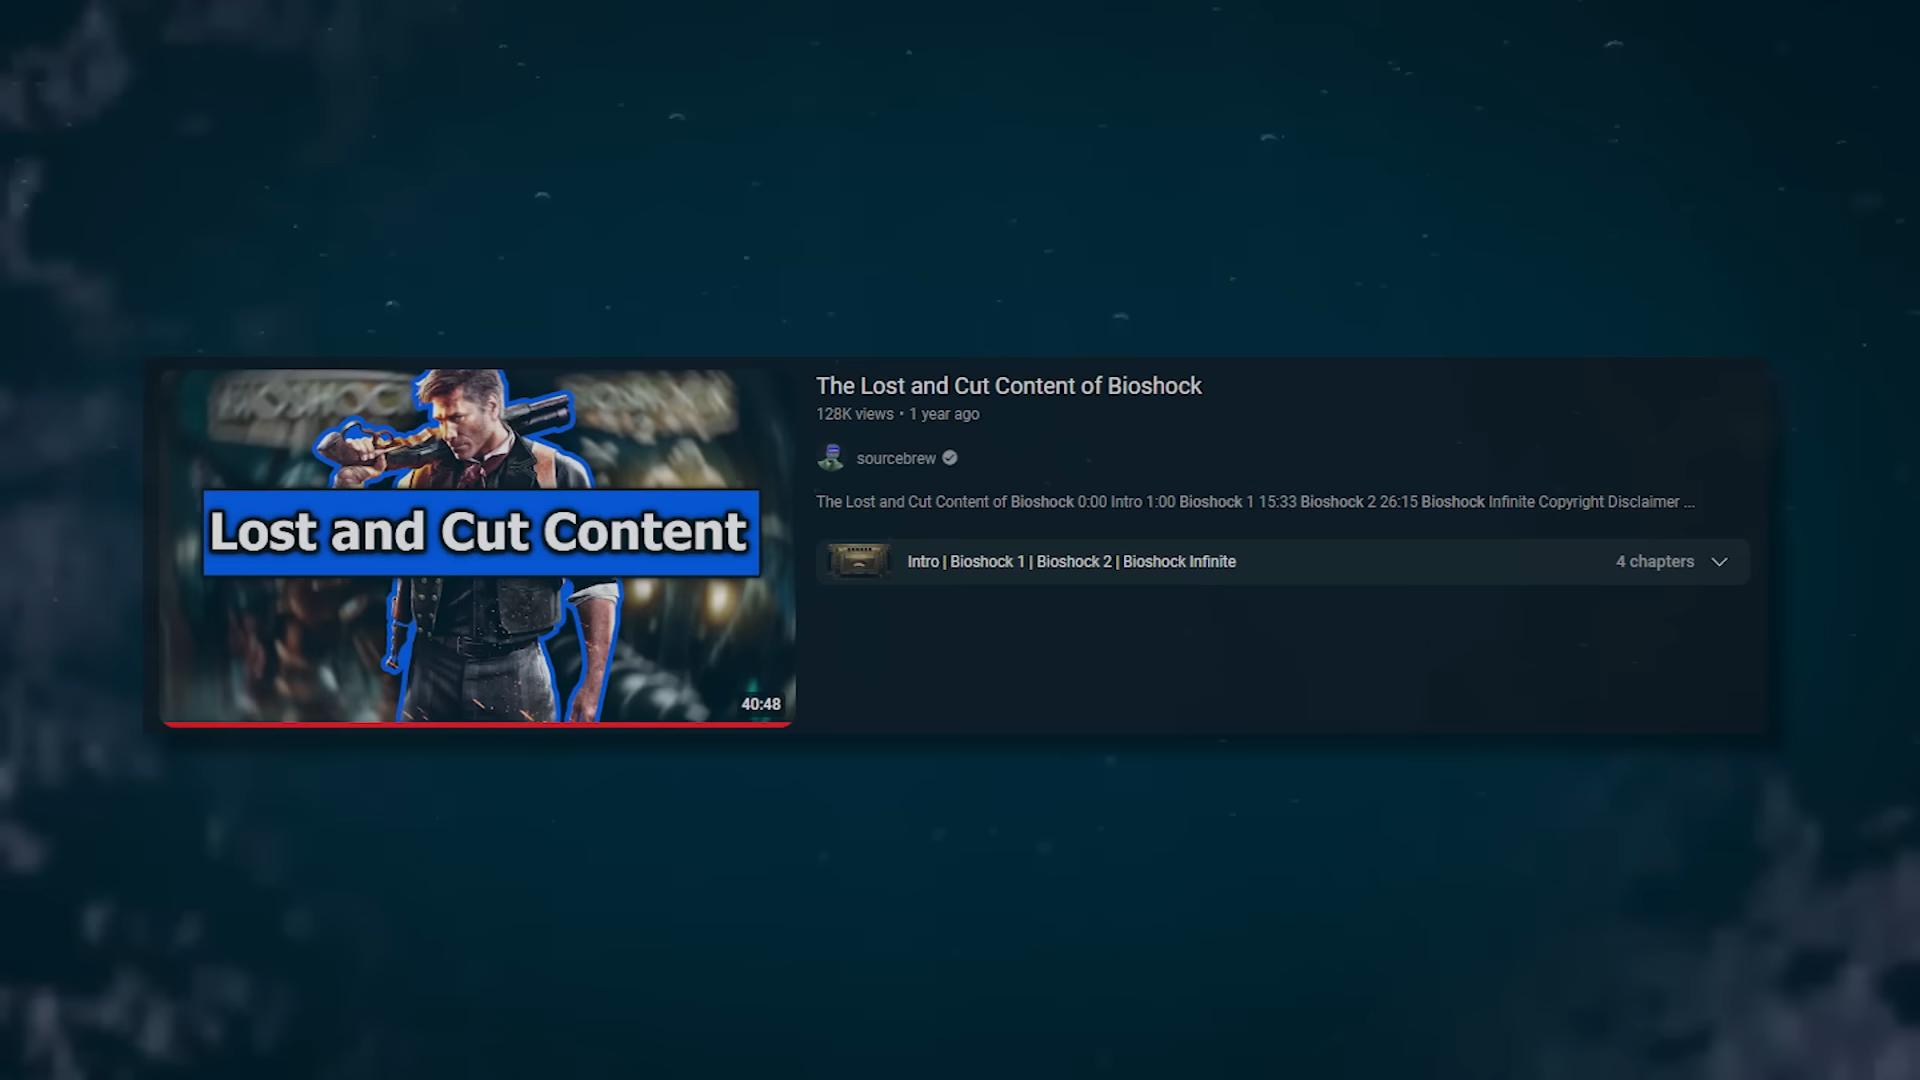 Lost and Cut Content
40:48
The Lost and Cut Content of Bioshock
128K views • 1 year ago
sourcebrew
The Lost and Cut Content of Bioshock 0:00 Intro 1:00 Bioshock 1 15:33 Bioshock 2 26:15 Bioshock Infinite Copyright Disclaimer ...
Intro | Bioshock 1 | Bioshock 2 | Bioshock Infinite
4 chapters